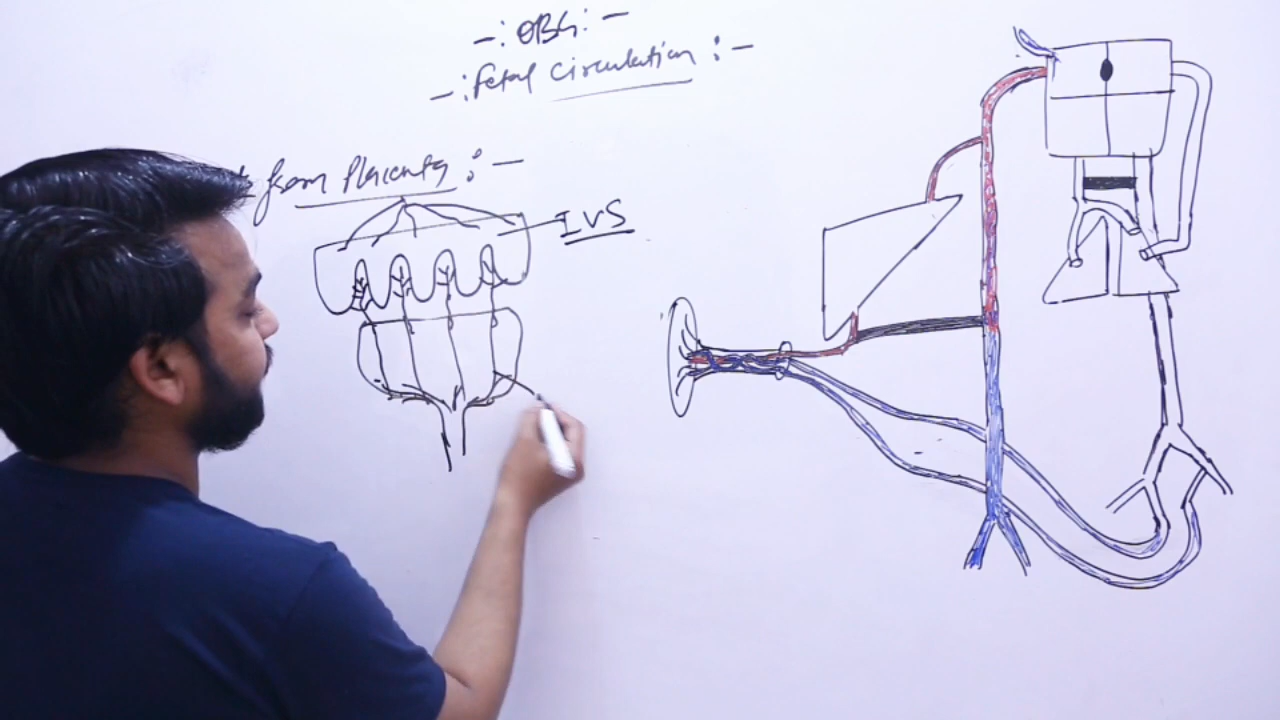 -: OBG :-
-: Fetal Circulation :-
from Placenta :-
IVS